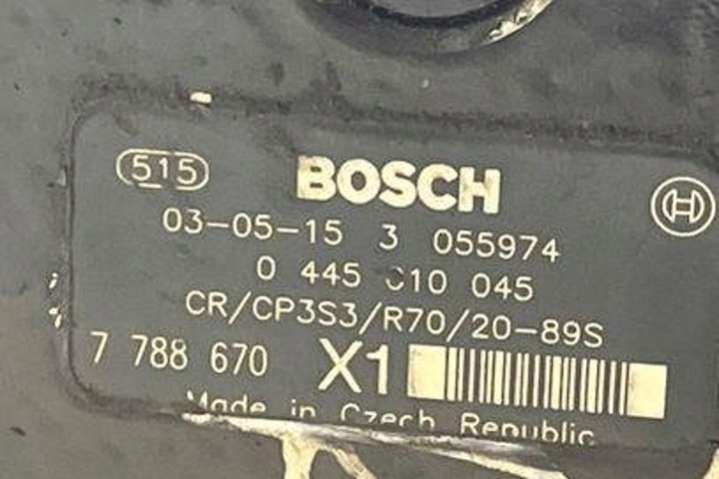 515 BOSCH
03-05-15 3 055974
0 445 010 045
CR/CP3S3/R70/20-89S
7 788 670 X1
Made in Czech Republic